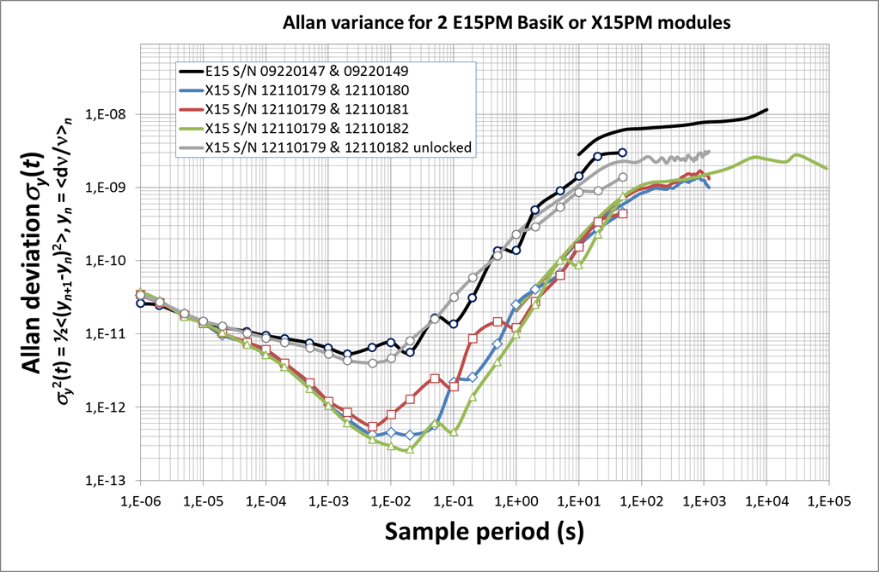 Allan variance for 2 E15PM BasiK or X15PM modules
E15 S/N 09220147 & 09220149
X15 S/N 12110179 & 12110180
X15 S/N 12110179 & 12110181
X15 S/N 12110179 & 12110182
X15 S/N 12110179 & 12110182 unlocked
Allan deviation σy(t)
σy²(t) = ½<(yn+1-yn)²>, yn = <dν/ν>n
1,E-08
1,E-09
1,E-10
1,E-11
1,E-12
1,E-13
1,E-06 1,E-05 1,E-04 1,E-03 1,E-02 1,E-01 1,E+00 1,E+01 1,E+02 1,E+03 1,E+04 1,E+05
Sample period (s)